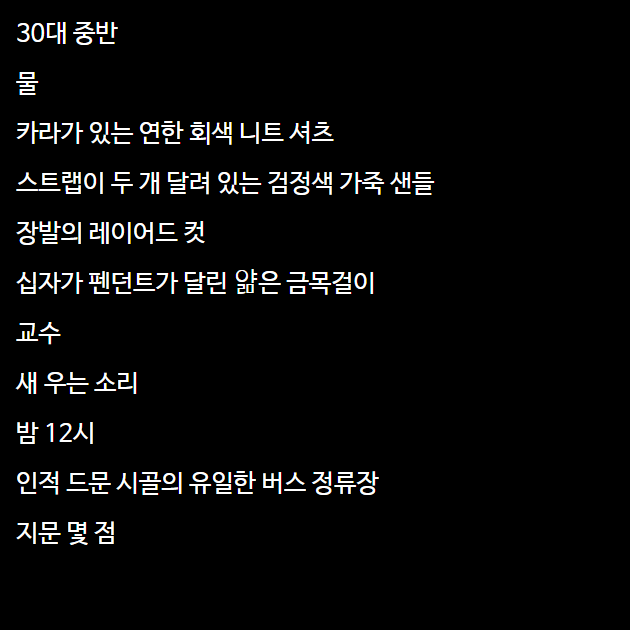 30대 중반
물
카라가 있는 연한 회색 니트 셔츠
스트랩이 두 개 달려 있는 검정색 가죽 샌들
장발의 레이어드 컷
십자가 펜던트가 달린 얆은 금목걸이
교수
새 우는 소리
밤 12시
인적 드문 시골의 유일한 버스 정류장
지문 몇 점